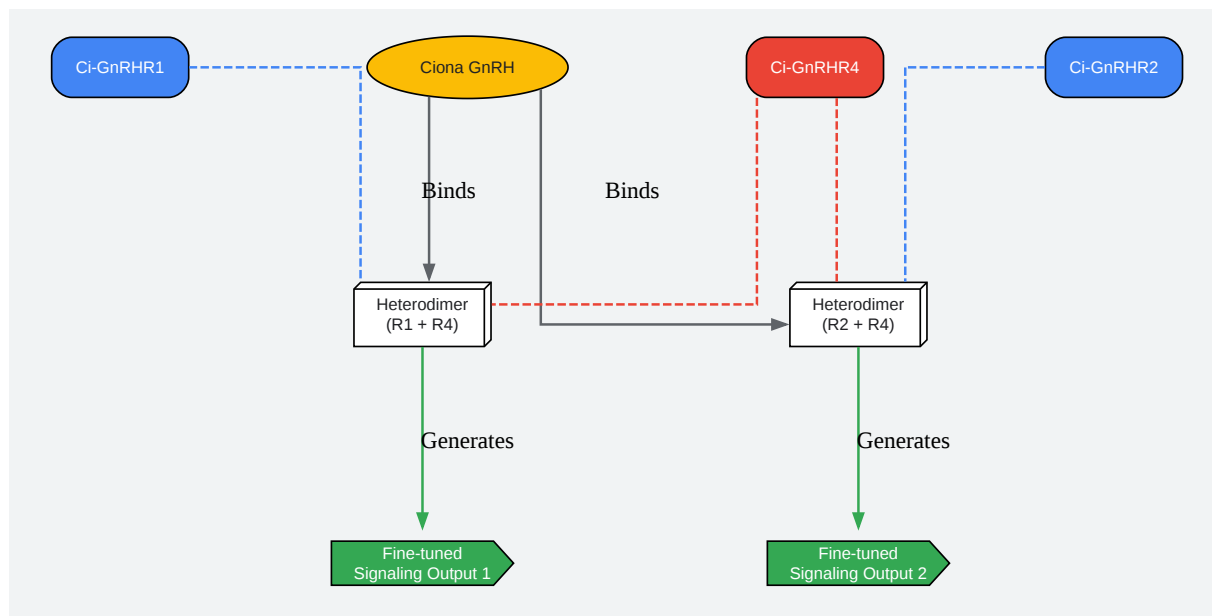 Ci-GnRHR1
Ciona GnRH
Ci-GnRHR4
Ci-GnRHR2
Binds
Binds
Heterodimer
(R1 + R4)
Heterodimer
(R2 + R4)
Generates
Generates
Fine-tuned
Signaling Output 1
Fine-tuned
Signaling Output 2